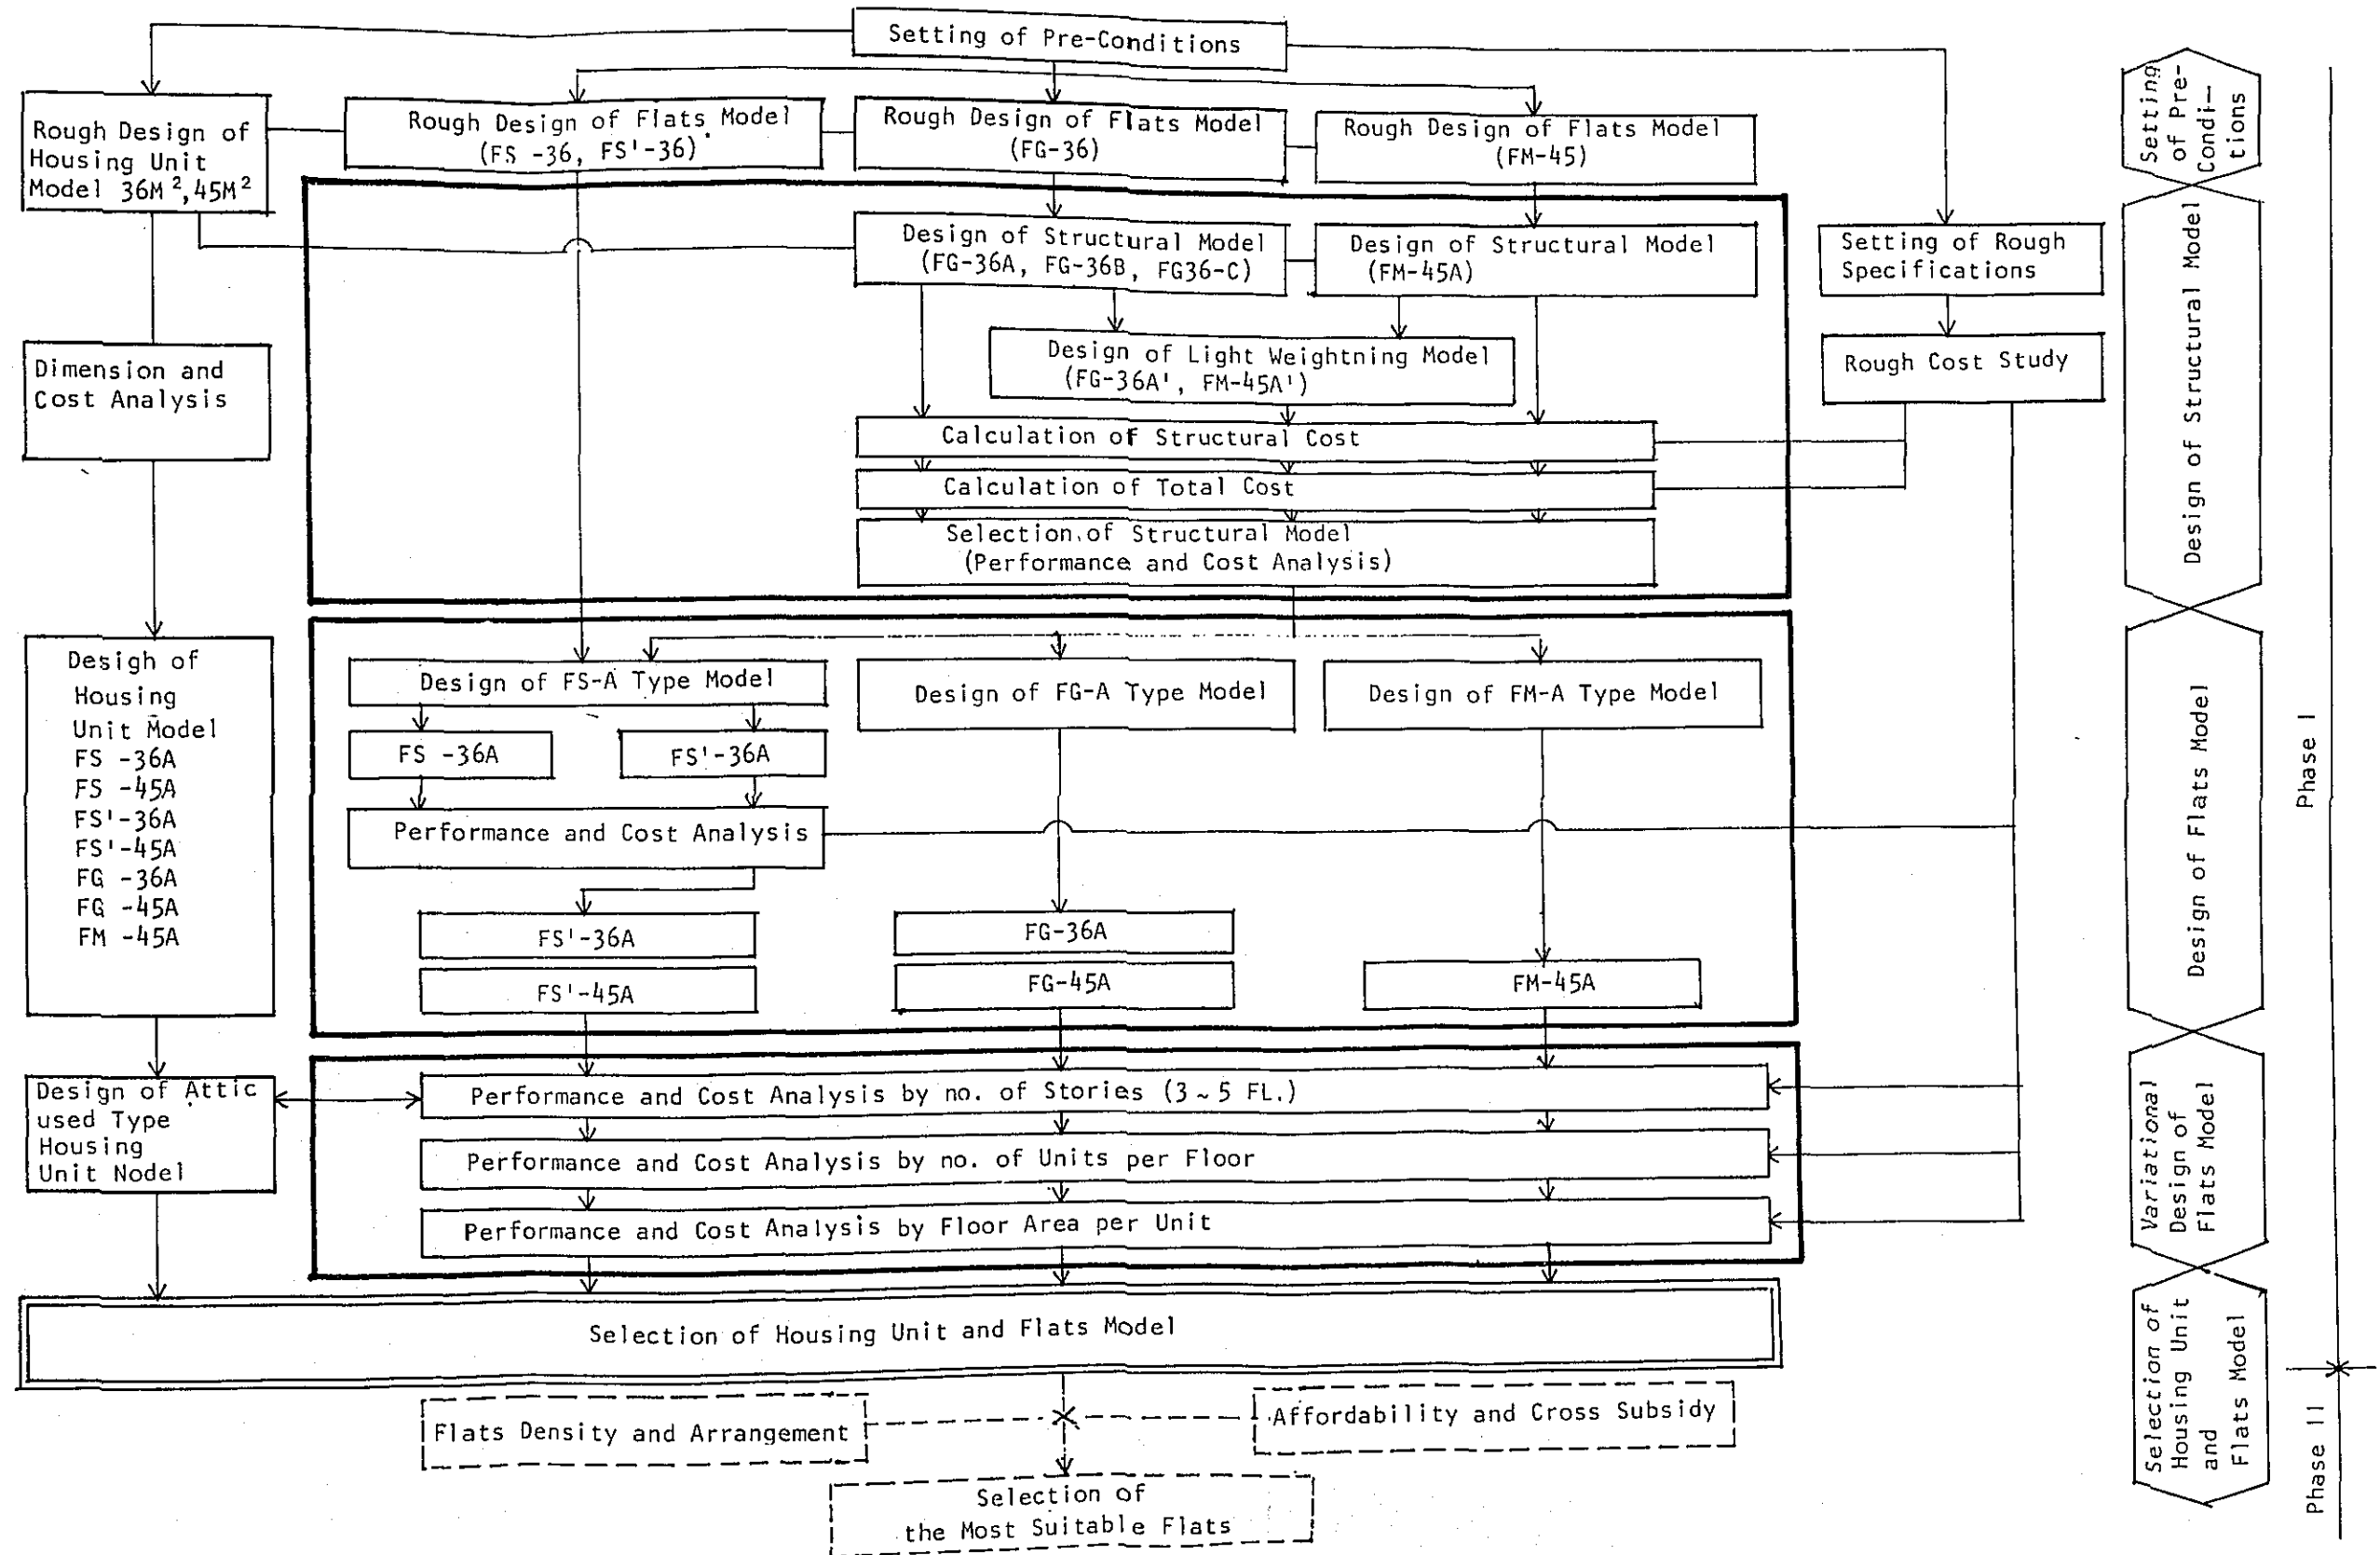 Setting of Pre-Conditions
Rough Design of
Housing Unit
Model 36M²,45M²
Rough Design of Flats Model
(FS -36, FS'-36)
Rough Design of Flats Model
(FG-36)
Rough Design of Flats Model
(FM-45)
Design of Structural Model
(FG-36A, FG-36B, FG36-C)
Design of Structural Model
(FM-45A)
Setting of Rough
Specifications
Dimension and
Cost Analysis
Design of Light Weightning Model
(FG-36A', FM-45A')
Rough Cost Study
Calculation of Structural Cost
Calculation of Total Cost
Selection of Structural Model
(Performance and Cost Analysis)
Desigh of
Housing
Unit Model
FS -36A
FS -45A
FS'-36A
FS'-45A
FG -36A
FG -45A
FM -45A
Design of FS-A Type Model
Design of FG-A Type Model
Design of FM-A Type Model
FS -36A
FS'-36A
Performance and Cost Analysis
FS'-36A
FS'-45A
FG-36A
FG-45A
FM-45A
Design of Attic
used Type
Housing
Unit Nodel
Performance and Cost Analysis by no. of Stories (3~5 FL.)
Performance and Cost Analysis by no. of Units per Floor
Performance and Cost Analysis by Floor Area per Unit
Selection of Housing Unit and Flats Model
Flats Density and Arrangement
Affordability and Cross Subsidy
Selection of
the Most Suitable Flats
Setting
of Pre-
Condi-
tions
Design of Structural Model
Design of Flats Model
Variational
Design of
Flats Model
Selection of
Housing Unit
and
Flats Model
Phase I
Phase II